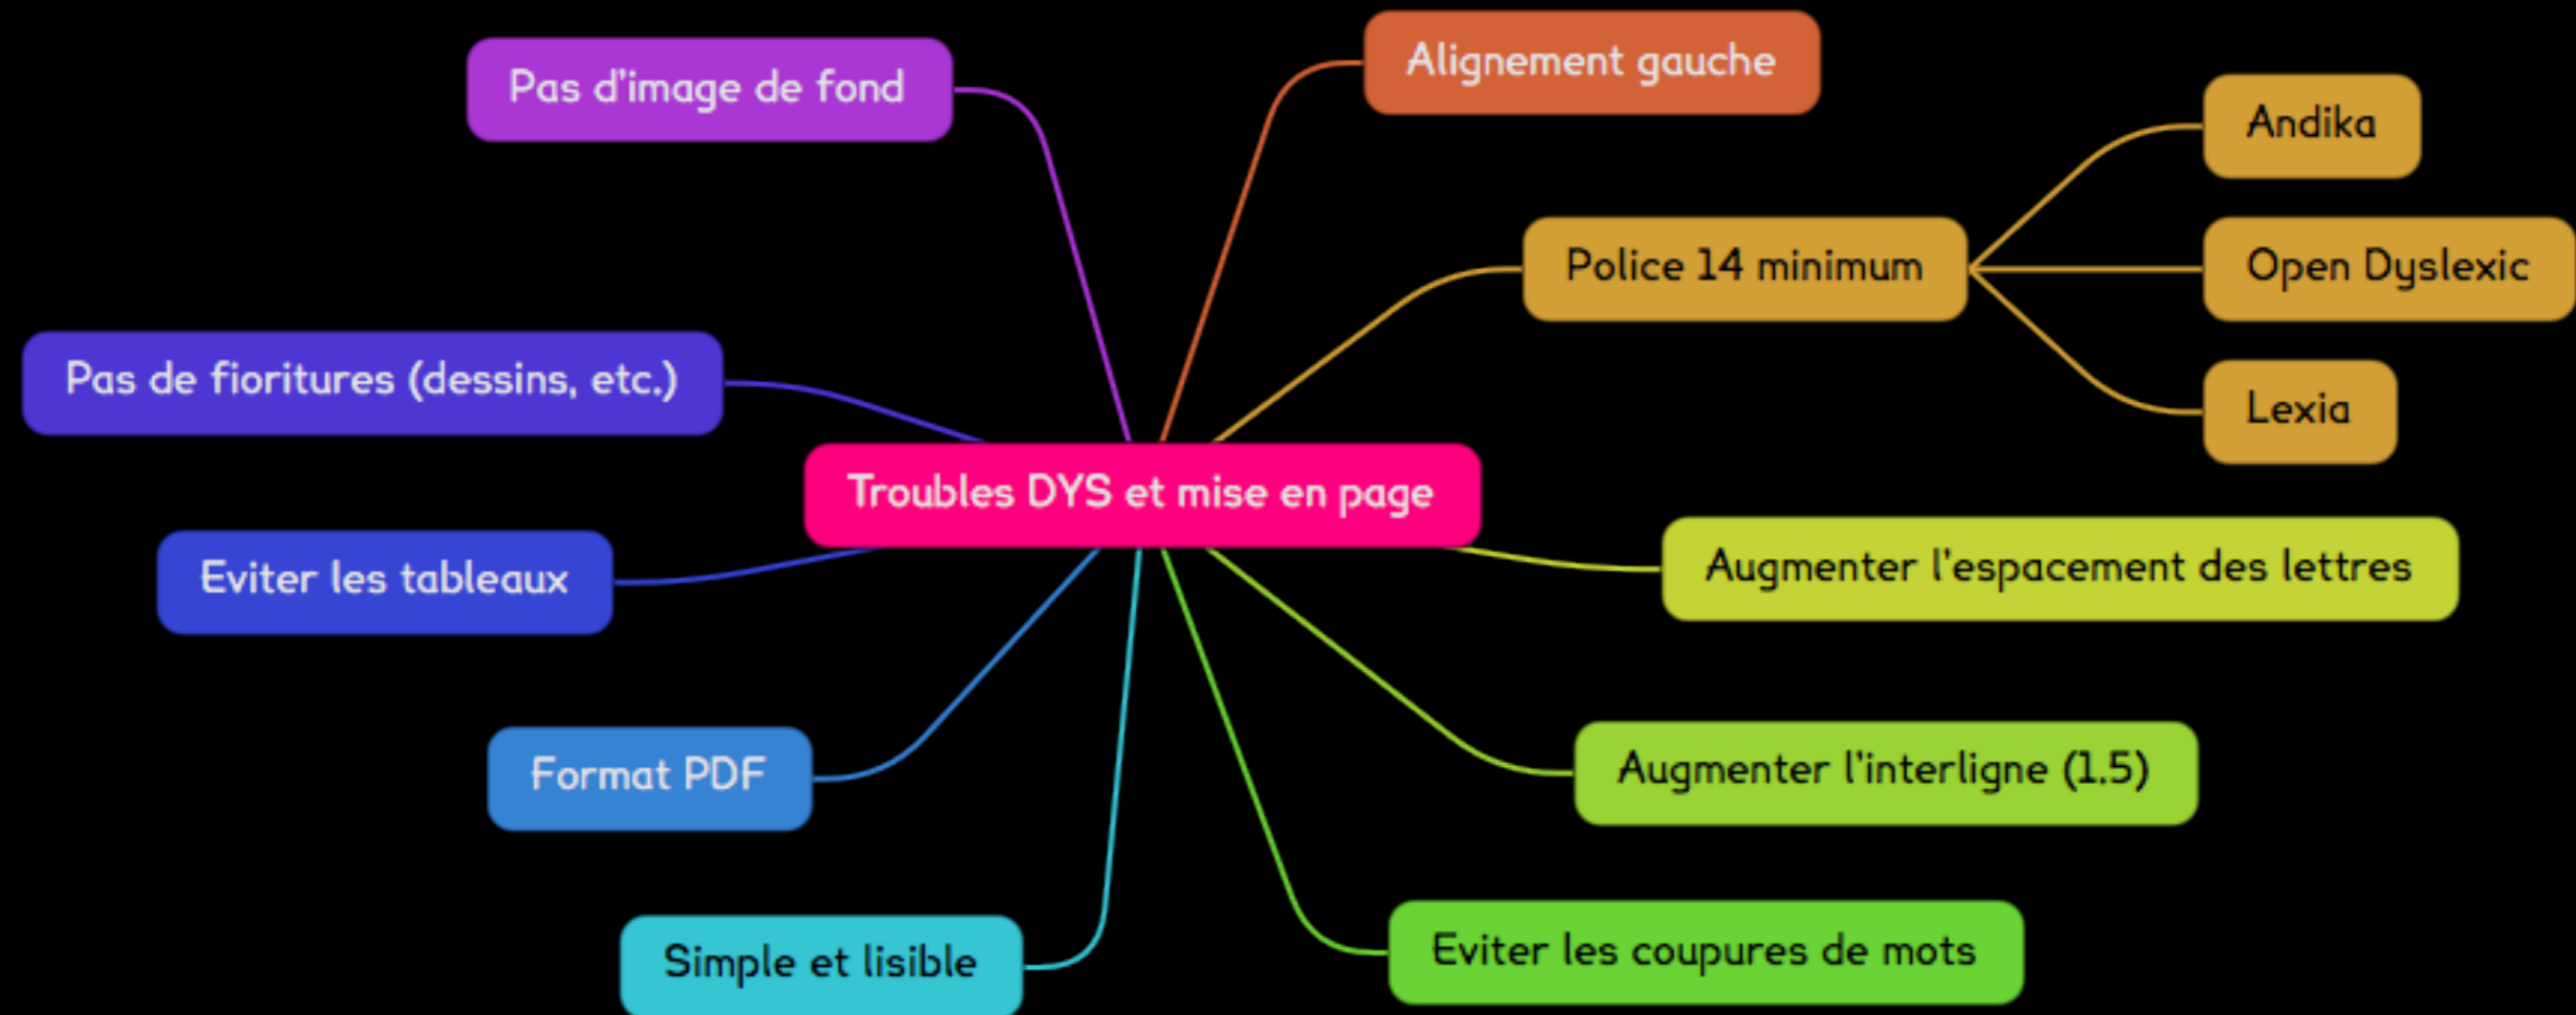 Troubles DYS et mise en page
Alignement gauche
Police 14 minimum
Andika
Open Dyslexic
Lexia
Augmenter l'espacement des lettres
Augmenter l'interligne (1.5)
Eviter les coupures de mots
Simple et lisible
Format PDF
Eviter les tableaux
Pas de fioritures (dessins, etc.)
Pas d'image de fond